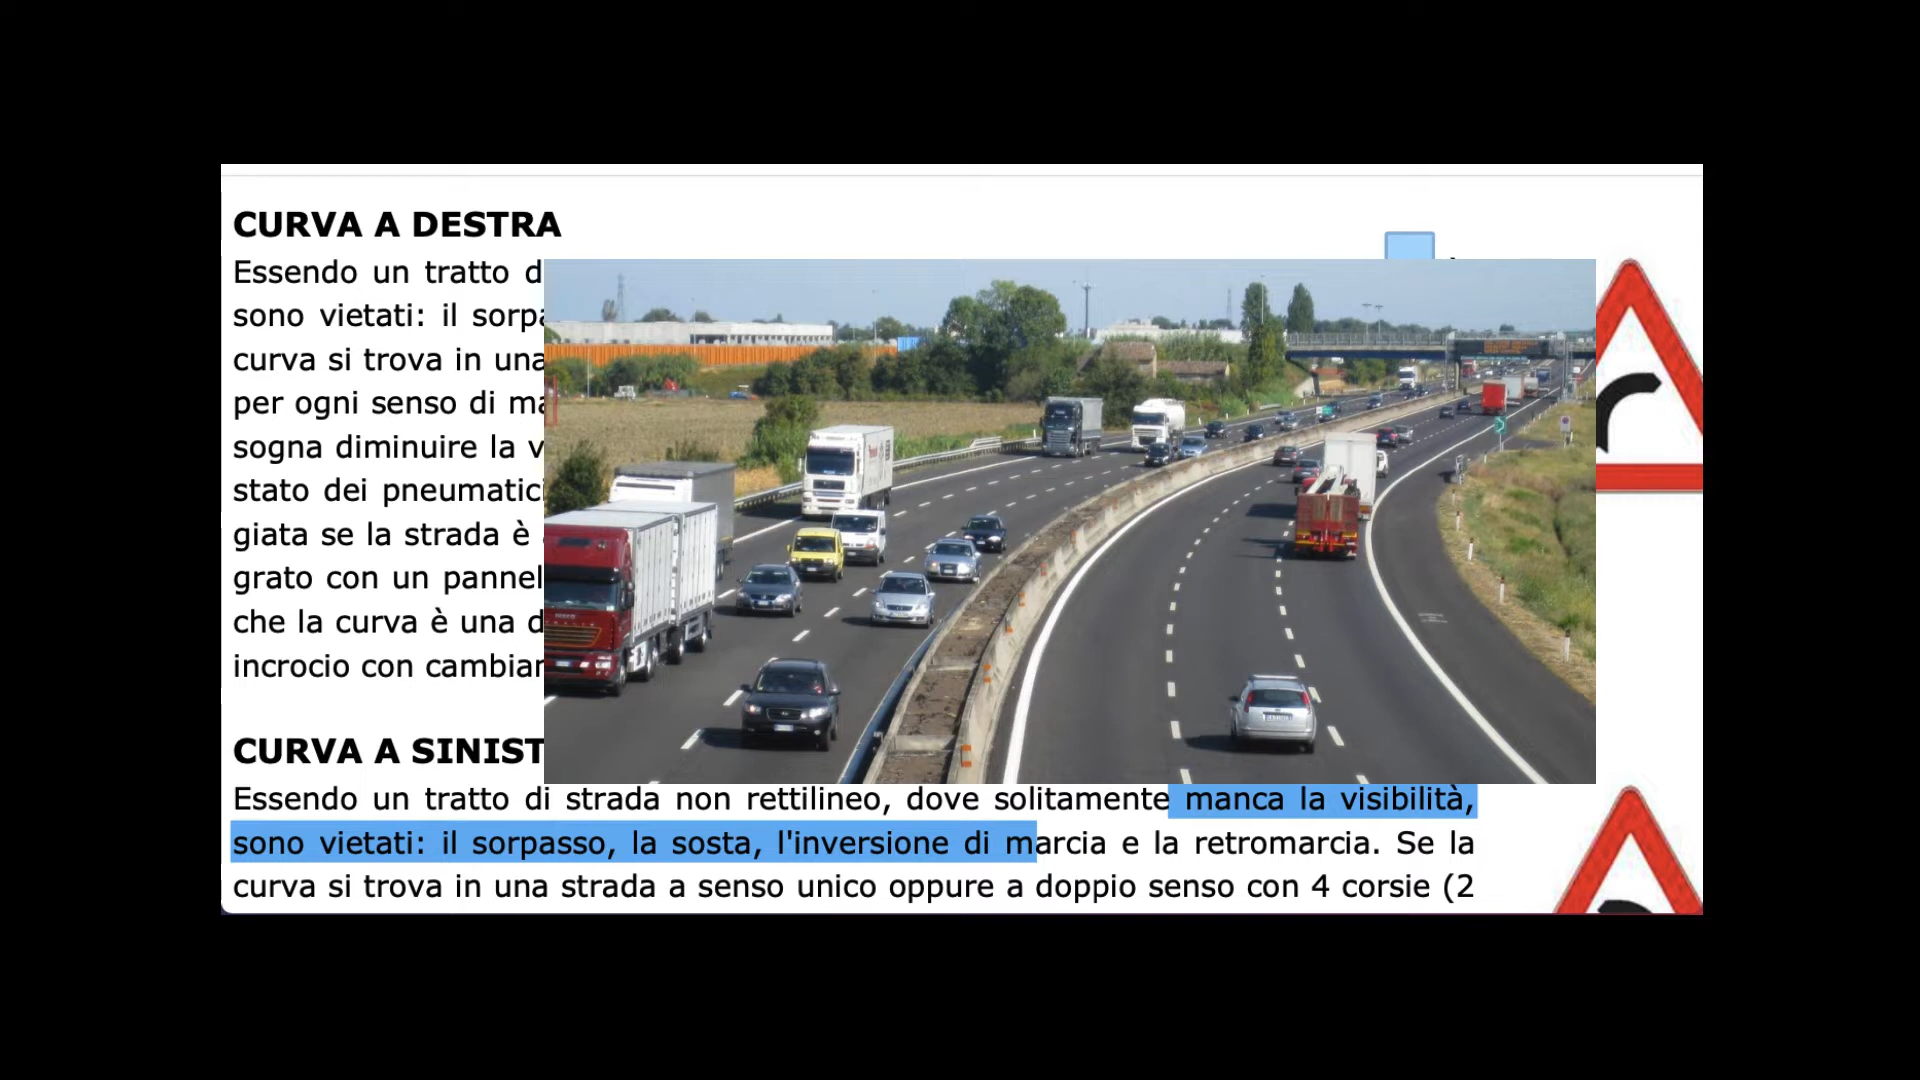 CURVA A DESTRA
Essendo un tratto d
sono vietati: il sorpa
curva si trova in una
per ogni senso di ma
sogna diminuire la v
stato dei pneumatici
giata se la strada è
grato con un pannel
che la curva è una d
incrocio con cambiar
CURVA A SINIST
Essendo un tratto di strada non rettilineo, dove solitamente manca la visibilità,
sono vietati: il sorpasso, la sosta, l'inversione di marcia e la retromarcia. Se la
curva si trova in una strada a senso unico oppure a doppio senso con 4 corsie (2